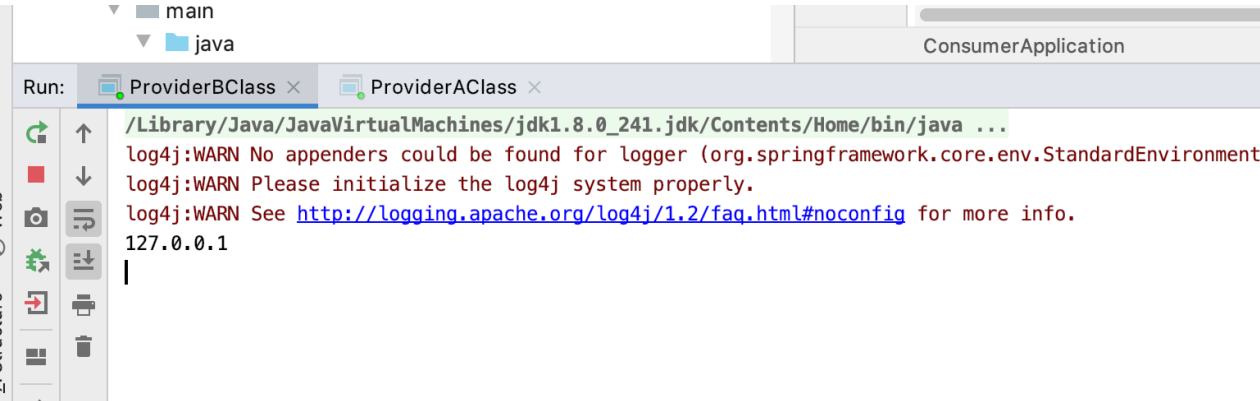 main
java
ConsumerApplication
Run: ProviderBClass ProviderAClass
/Library/Java/JavaVirtualMachines/jdk1.8.0_241.jdk/Contents/Home/bin/java ...
log4j:WARN No appenders could be found for logger (org.springframework.core.env.StandardEnvironment
log4j:WARN Please initialize the log4j system properly.
log4j:WARN See http://logging.apache.org/log4j/1.2/faq.html#noconfig for more info.
127.0.0.1